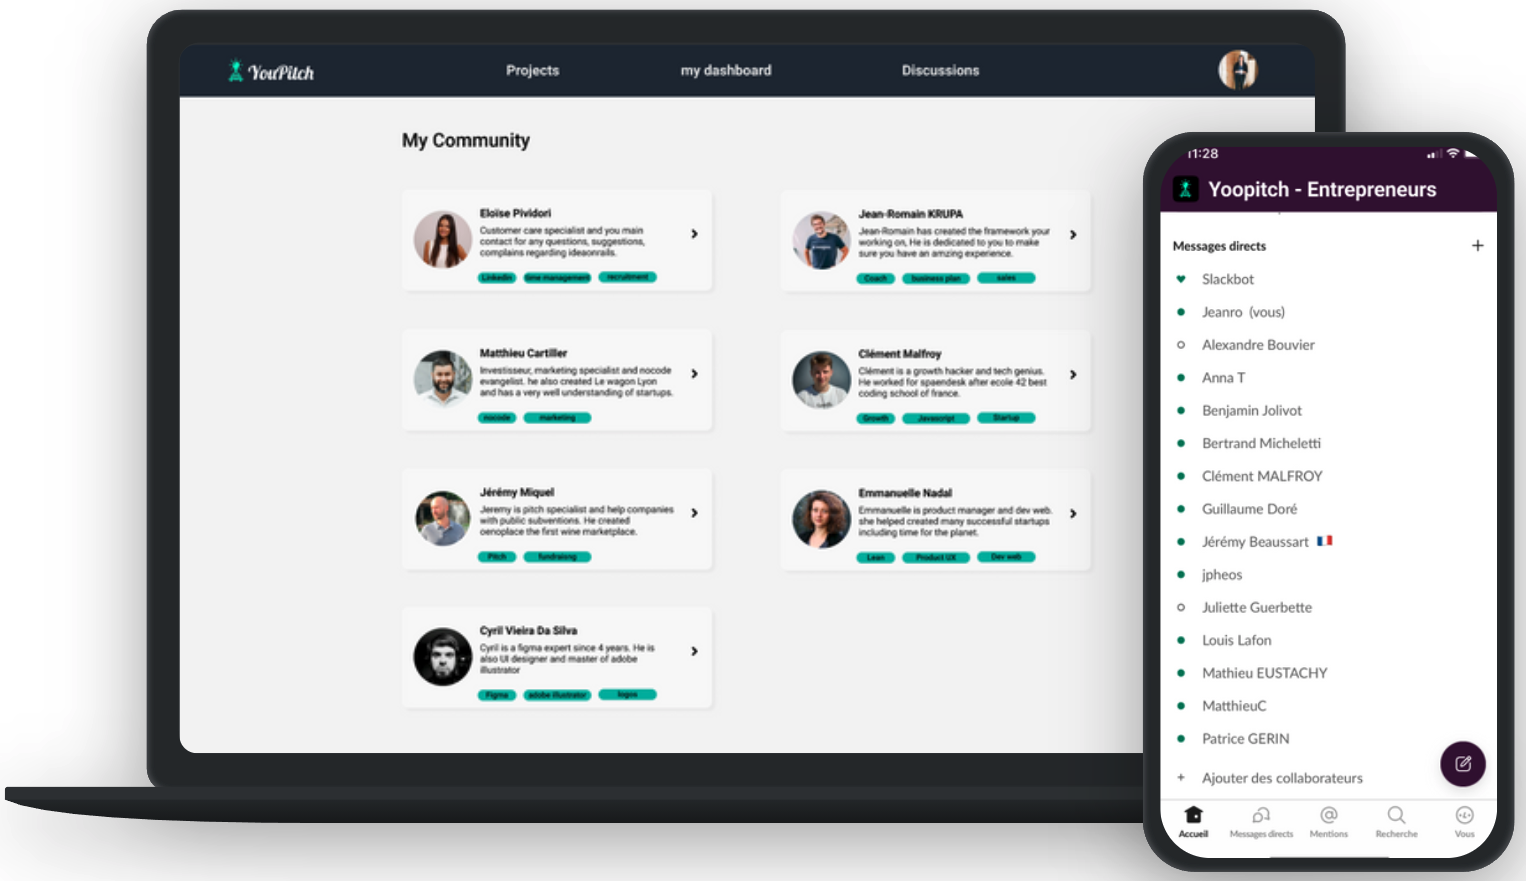 YouPitch
Projects
my dashboard
Discussions
My Community
Eloïse Pividori
Customer care specialist and you main
contact for any questions, suggestions,
complains regarding ideaonrails.
Linkedin
time management
recruitment
Jean-Romain KRUPA
Jean-Romain has created the framework your
working on, He is dedicated to you to make
sure you have an amzing experience.
Coach
business plan
sales
Matthieu Cartiller
Investisseur, marketing specialist and nocode
evangelist. he also created Le wagon Lyon
and has a very well understanding of startups.
nocode
marketing
Clément Malfroy
Clément is a growth hacker and tech genius.
He worked for spaendesk after ecole 42 best
coding school of france.
Growth
Javascript
Startup
Jérémy Miquel
Jeremy is pitch specialist and help companies
with public subventions. He created
oenoplace the first wine marketplace.
Pitch
fundraising
Emmanuelle Nadal
Emmanuelle is product manager and dev web.
she helped created many successful startups
including time for the planet.
Lean
Product UX
Dev web
Cyril Vieira Da Silva
Cyril is a figma expert since 4 years. He is
also UI designer and master of adobe
illustrator
Figma
adobe illustrator
logos
11:28
Yoopitch - Entrepreneurs
Messages directs
Slackbot
Jeanro (vous)
Alexandre Bouvier
Anna T
Benjamin Jolivot
Bertrand Micheletti
Clément MALFROY
Guillaume Doré
Jérémy Beaussart
jpheos
Juliette Guerbette
Louis Lafon
Mathieu EUSTACHY
MatthieuC
Patrice GERIN
+ Ajouter des collaborateurs
Accueil
Messages directs
Mentions
Recherche
Vous